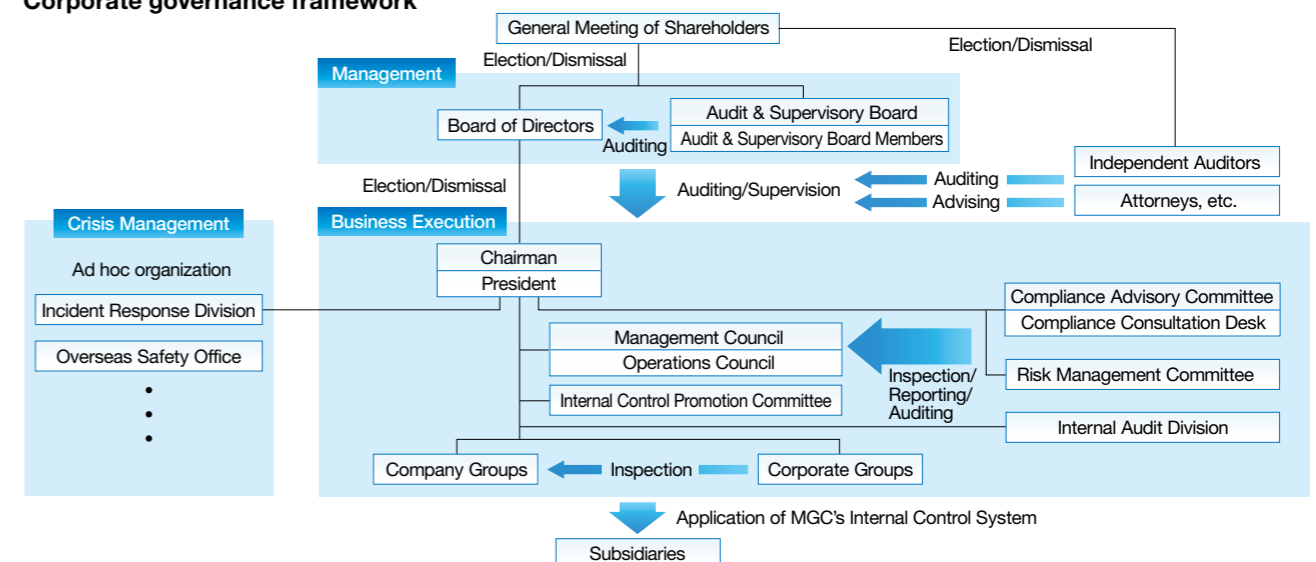 Corporate governance framework
General Meeting of Shareholders
Election/Dismissal
Election/Dismissal
Management
Board of Directors
Auditing
Audit & Supervisory Board
Audit & Supervisory Board Members
Independent Auditors
Attorneys, etc.
Auditing
Advising
Auditing/Supervision
Election/Dismissal
Crisis Management
Ad hoc organization
Incident Response Division
Overseas Safety Office
•
•
•
Business Execution
Chairman
President
Management Council
Operations Council
Internal Control Promotion Committee
Inspection/
Reporting/
Auditing
Compliance Advisory Committee
Compliance Consultation Desk
Risk Management Committee
Internal Audit Division
Company Groups
Inspection
Corporate Groups
Application of MGC's Internal Control System
Subsidiaries